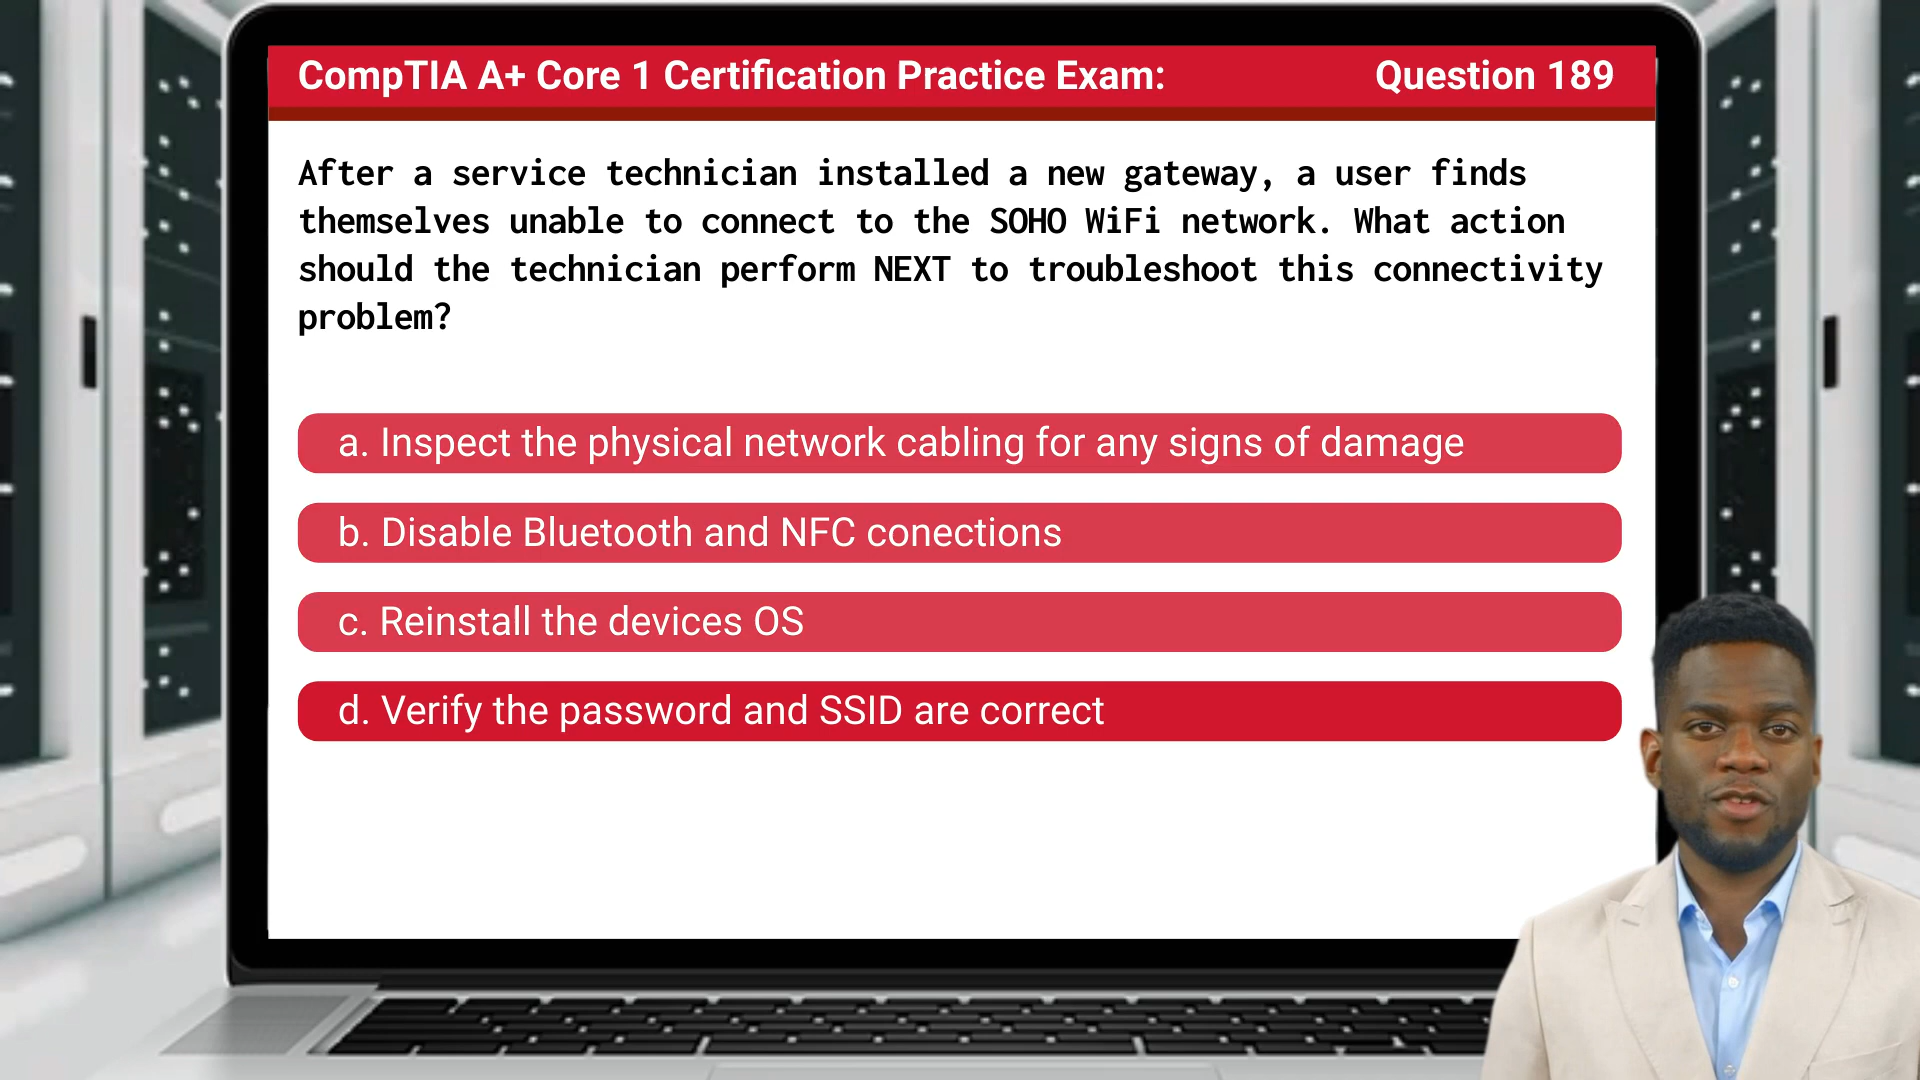 CompTIA A+ Core 1 Certification Practice Exam: Question 189
After a service technician installed a new gateway, a user finds
themselves unable to connect to the SOHO WiFi network. What action
should the technician perform NEXT to troubleshoot this connectivity
problem?
a. Inspect the physical network cabling for any signs of damage
b. Disable Bluetooth and NFC conections
c. Reinstall the devices OS
d. Verify the password and SSID are correct